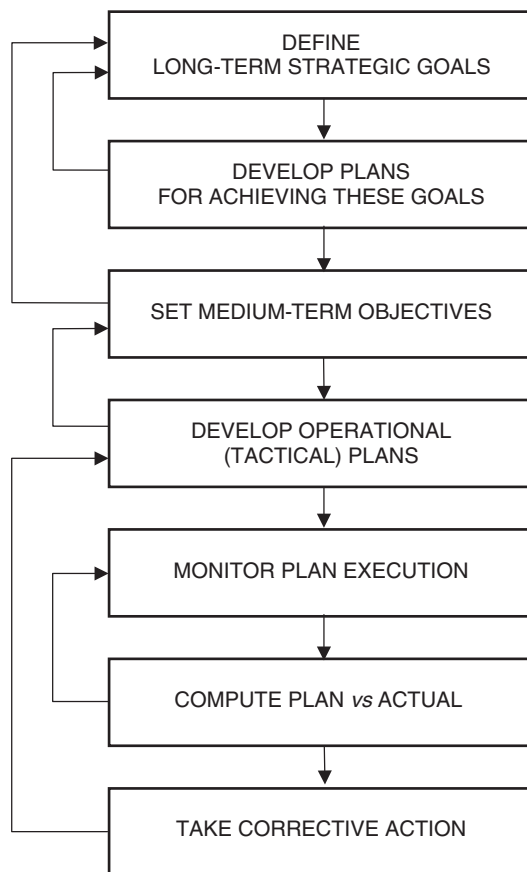 DEFINE
LONG-TERM STRATEGIC GOALS
DEVELOP PLANS
FOR ACHIEVING THESE GOALS
SET MEDIUM-TERM OBJECTIVES
DEVELOP OPERATIONAL
(TACTICAL) PLANS
MONITOR PLAN EXECUTION
COMPUTE PLAN vs ACTUAL
TAKE CORRECTIVE ACTION